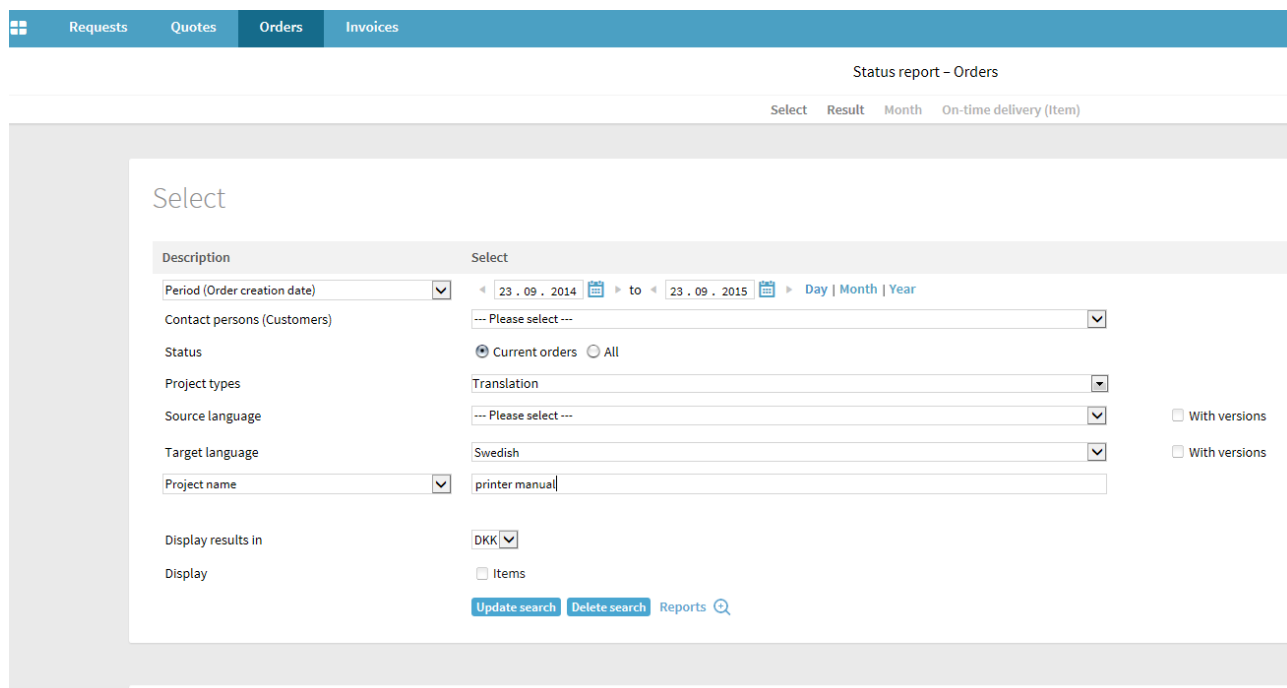 Requests Quotes Orders Invoices
Status report – Orders
Select Result Month On-time delivery (Item)
Select
Description Select
Period (Order creation date) 23 . 09 . 2014 to 23 . 09 . 2015 Day | Month | Year
Contact persons (Customers) --- Please select ---
Status Current orders All
Project types Translation
Source language --- Please select --- With versions
Target language Swedish With versions
Project name printer manual
Display results in DKK
Display Items
Update search Delete search Reports